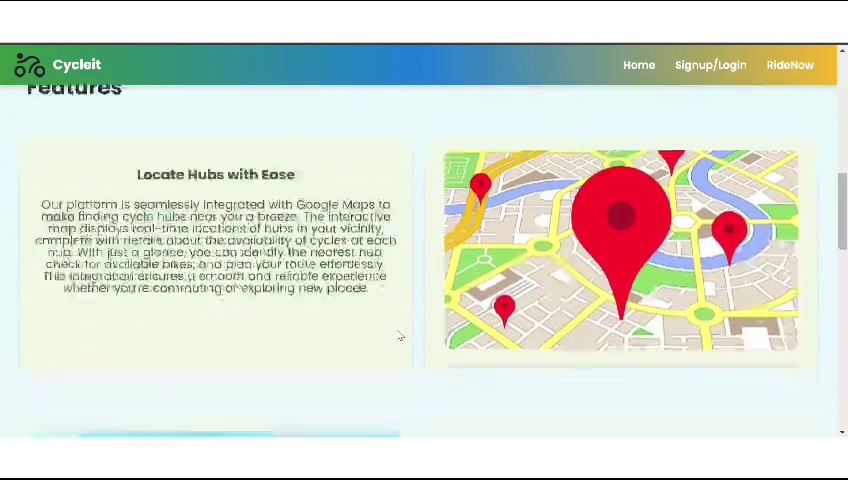 Cycleit
Home
Signup/Login
RideNow
Features
Locate Hubs with Ease
Our platform is seamlessly integrated with Google Maps to
make finding cycle hubs near you a breeze. The interactive
map displays real-time locations of hubs in your vicinity,
complete with details about the availability of cycles at each
hub. With just a glance, you can identify the nearest hub
check for available bikes, and plan your route effortlessly
This integration ensures a smooth and reliable experience
whether you're commuting or exploring new places.